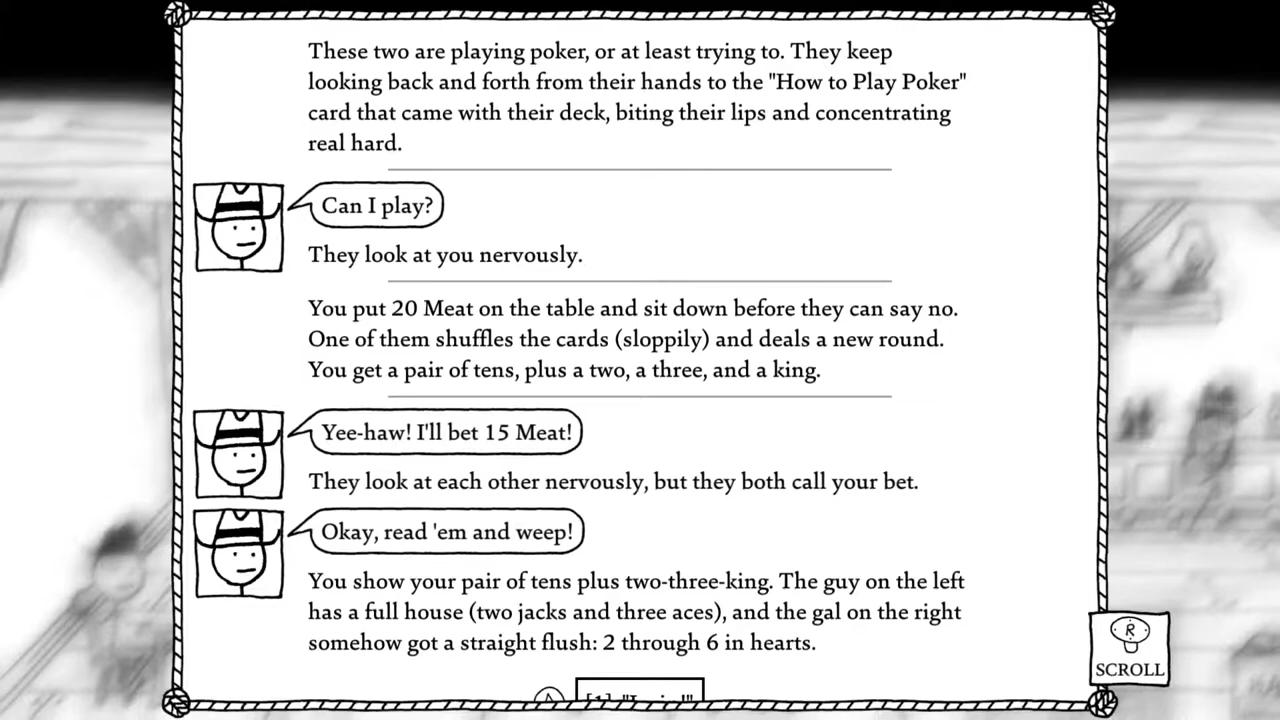 These two are playing poker, or at least trying to. They keep
looking back and forth from their hands to the "How to Play Poker"
card that came with their deck, biting their lips and concentrating
real hard.
Can I play?
They look at you nervously.
You put 20 Meat on the table and sit down before they can say no.
One of them shuffles the cards (sloppily) and deals a new round.
You get a pair of tens, plus a two, a three, and a king.
Yee-haw! I'll bet 15 Meat!
They look at each other nervously, but they both call your bet.
Okay, read 'em and weep!
You show your pair of tens plus two-three-king. The guy on the left
has a full house (two jacks and three aces), and the gal on the right
somehow got a straight flush: 2 through 6 in hearts.
R
SCROLL